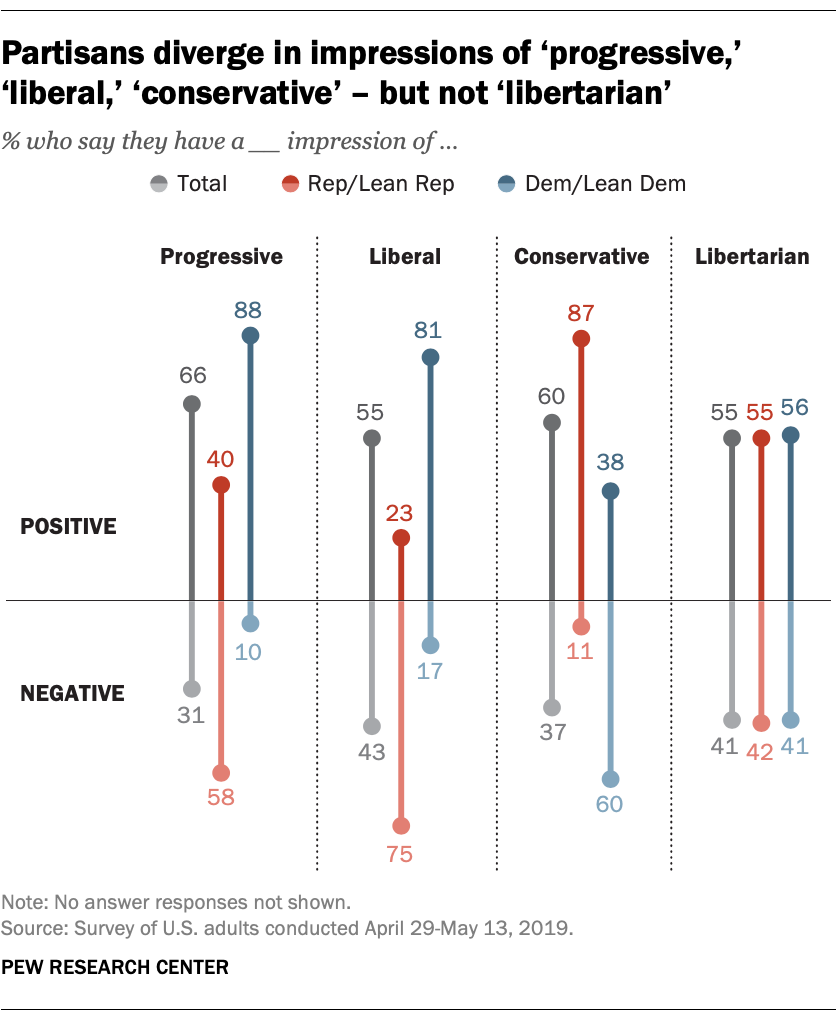 Partisans diverge in impressions of ‘progressive,’
‘liberal,’ ‘conservative’ – but not ‘libertarian’
% who say they have a __ impression of ...
Total Rep/Lean Rep Dem/Lean Dem
Progressive Liberal Conservative Libertarian
88
87
81
66
60
55
55 55 56
40
38
23
POSITIVE
10
11
17
NEGATIVE
31
37
43
41 42 41
58
60
75
Note: No answer responses not shown.
Source: Survey of U.S. adults conducted April 29-May 13, 2019.
PEW RESEARCH CENTER